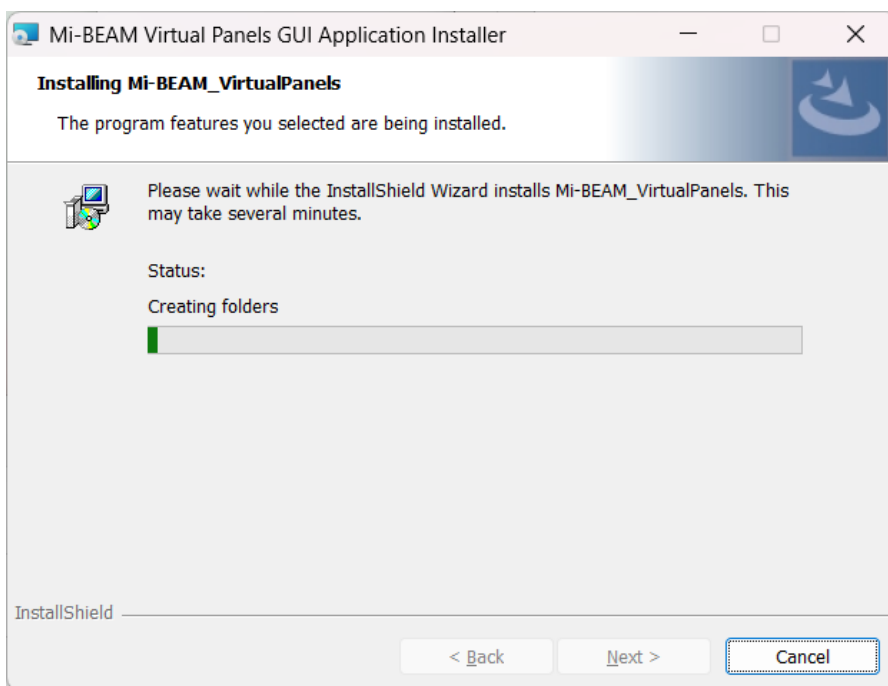 Mi-BEAM Virtual Panels GUI Application Installer
Installing Mi-BEAM_VirtualPanels
The program features you selected are being installed.
Please wait while the InstallShield Wizard installs Mi-BEAM_VirtualPanels. This
may take several minutes.
Status:
Creating folders
InstallShield
< Back
Next >
Cancel